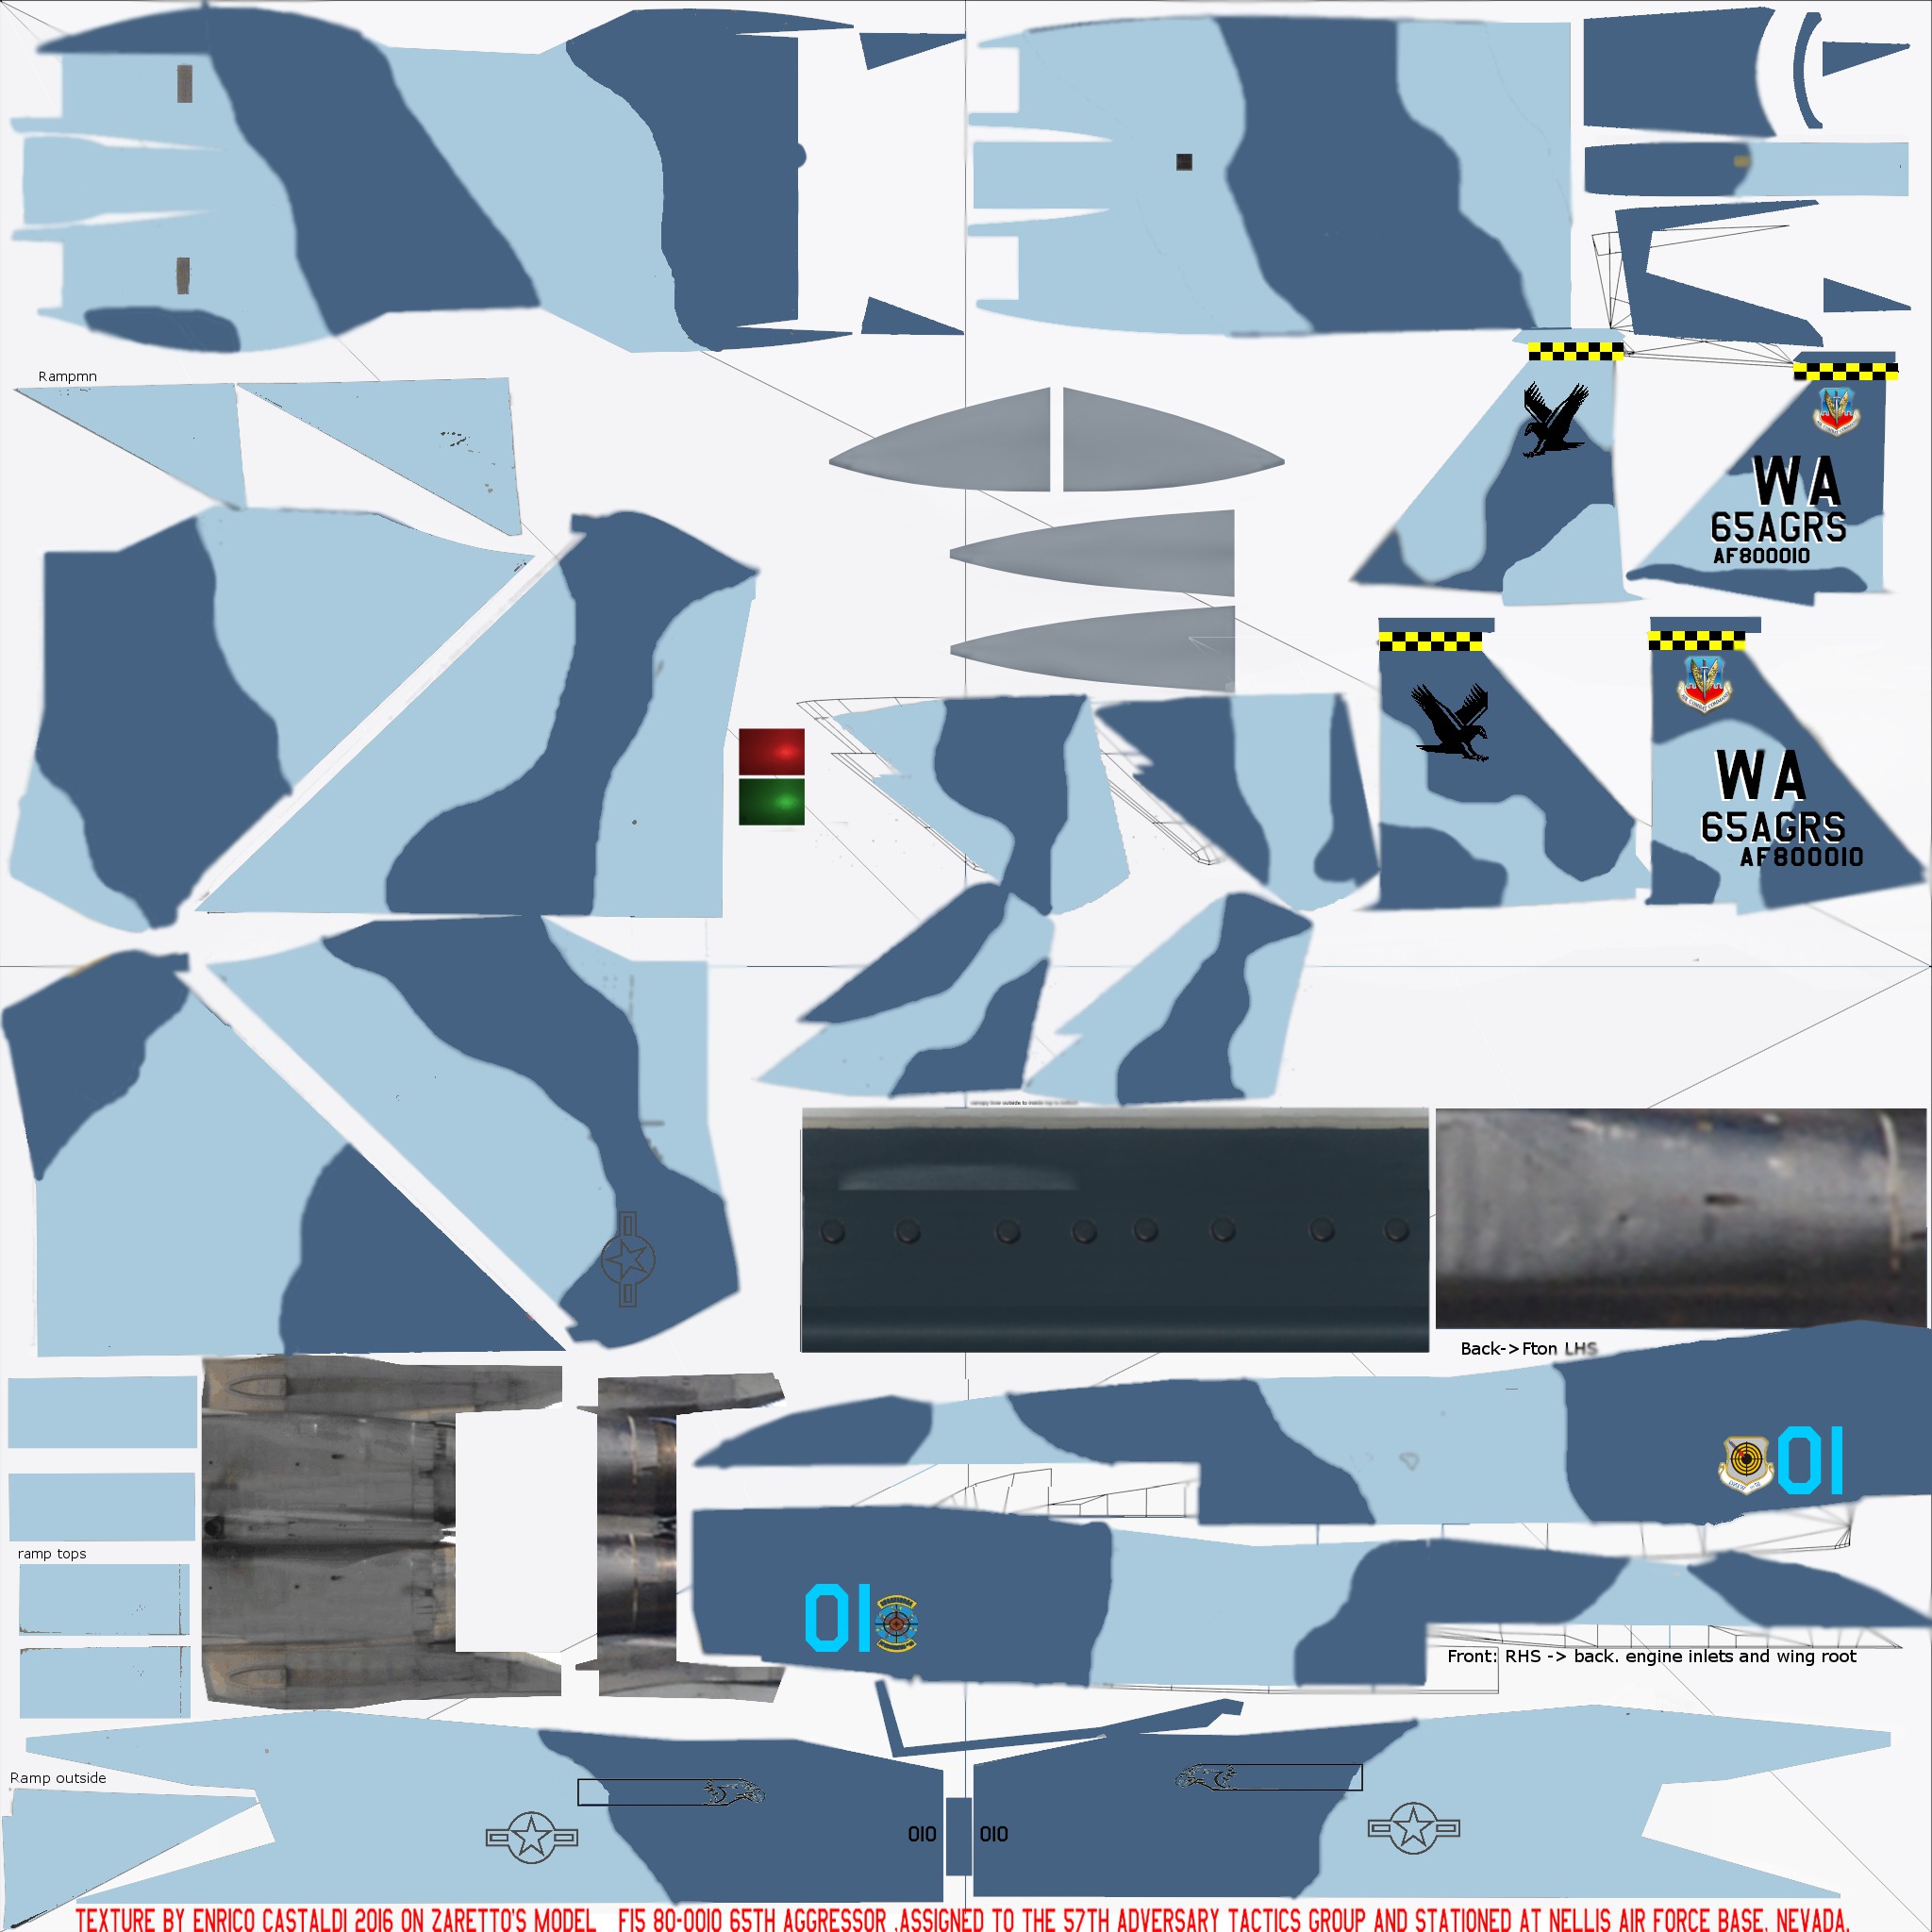 Rampmn
WA
65AGRS
AF800010
WA
65AGRS
AF800010
Back->Fton LHS
01
ramp tops
01
Front: RHS -> back. engine inlets and wing root
Ramp outside
010
010
TEXTURE BY ENRICO CASTALDI 2016 ON ZARETTO'S MODEL F15 80-0010 65TH AGGRESSOR .ASSIGNED TO THE 57TH ADVERSARY TACTICS GROUP AND STATIONED AT NELLIS AIR FORCE BASE, NEVADA.